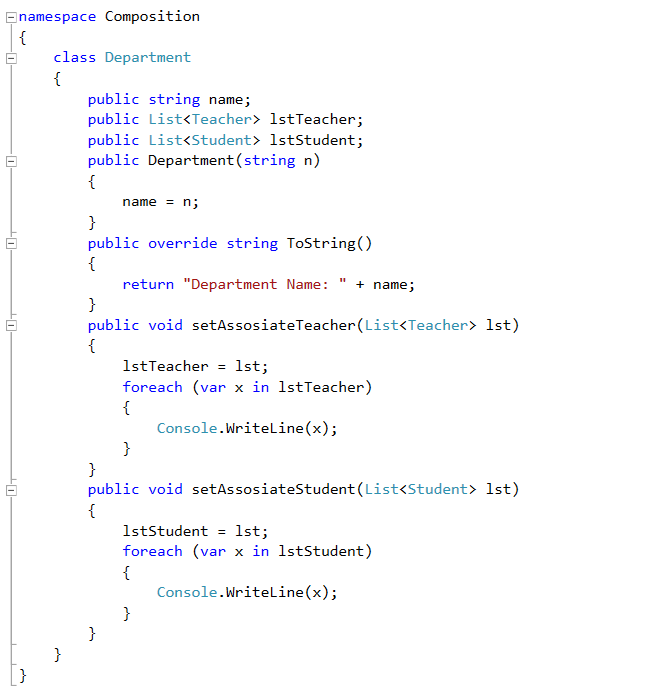 namespace Composition
{
    class Department
    {
        public string name;
        public List<Teacher> lstTeacher;
        public List<Student> lstStudent;
        public Department(string n)
        {
            name = n;
        }
        public override string ToString()
        {
            return "Department Name: " + name;
        }
        public void setAssosiateTeacher(List<Teacher> lst)
        {
            lstTeacher = lst;
            foreach (var x in lstTeacher)
            {
                Console.WriteLine(x);
            }
        }
        public void setAssosiateStudent(List<Student> lst)
        {
            lstStudent = lst;
            foreach (var x in lstStudent)
            {
                Console.WriteLine(x);
            }
        }
    }
}